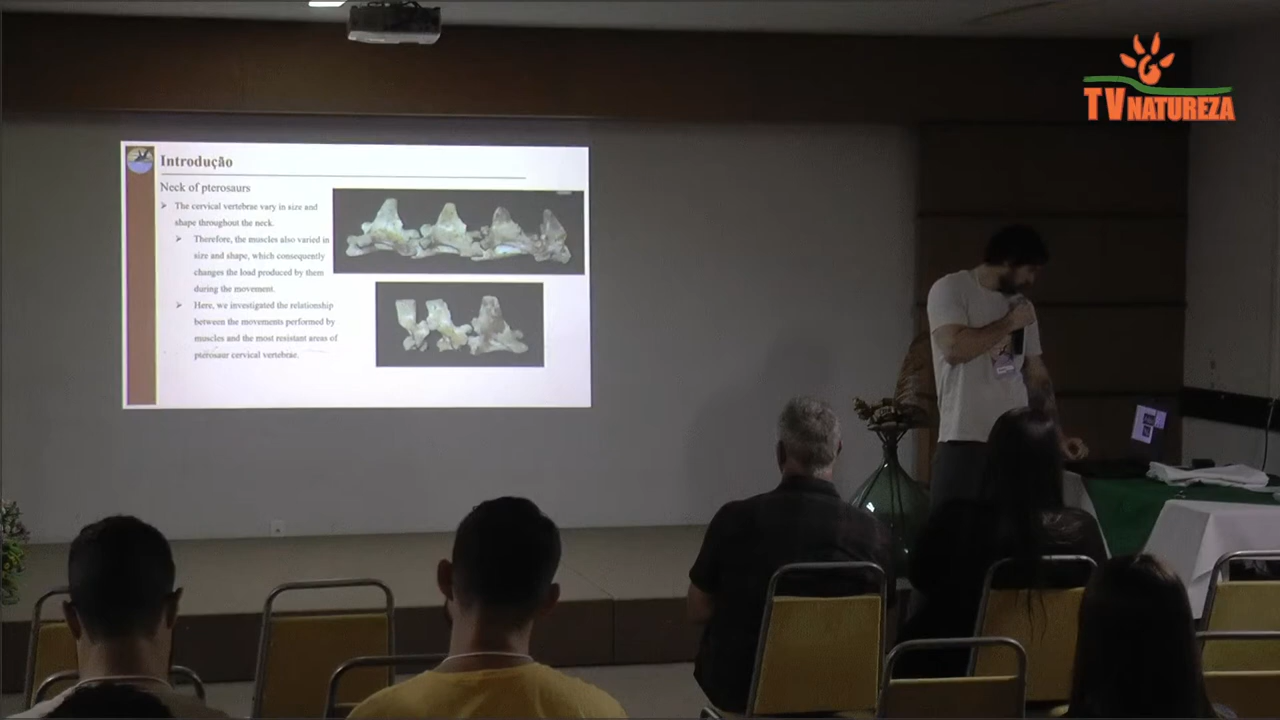 TV NATUREZA
Introdução
Neck of pterosaurs
➤ The cervical vertebrae vary in size and
shape throughout the neck.
➤ Therefore, the muscles also varied in
size and shape, which consequently
changes the load produced by them
during the movement.
➤ Here, we investigated the relationship
between the movements performed by
muscles and the most resistant areas of
pterosaur cervical vertebrae.